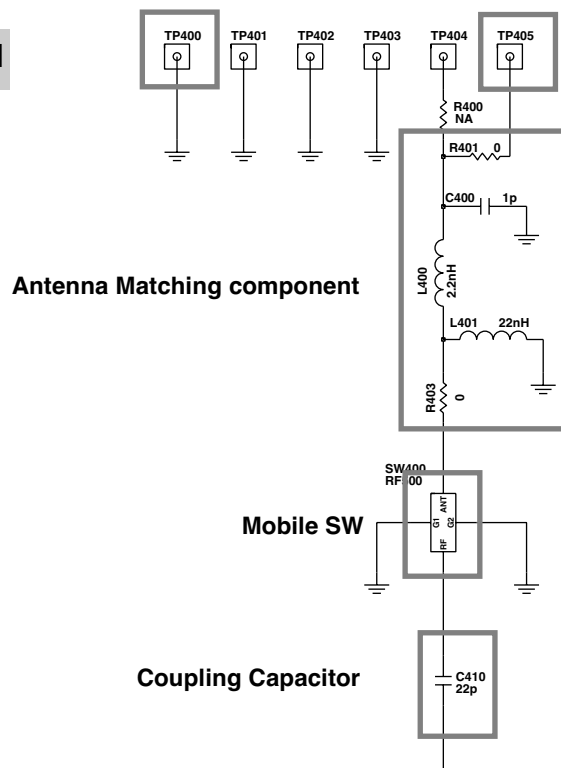 TP400 TP401 TP402 TP403 TP404 TP405
R400
NA
R401 0
C400 1p
L400
2.2nH
Antenna Matching component
L401 22nH
R403
0
SW400
ANT
G1 G2
RF
Mobile SW
Coupling Capacitor
C410
22p